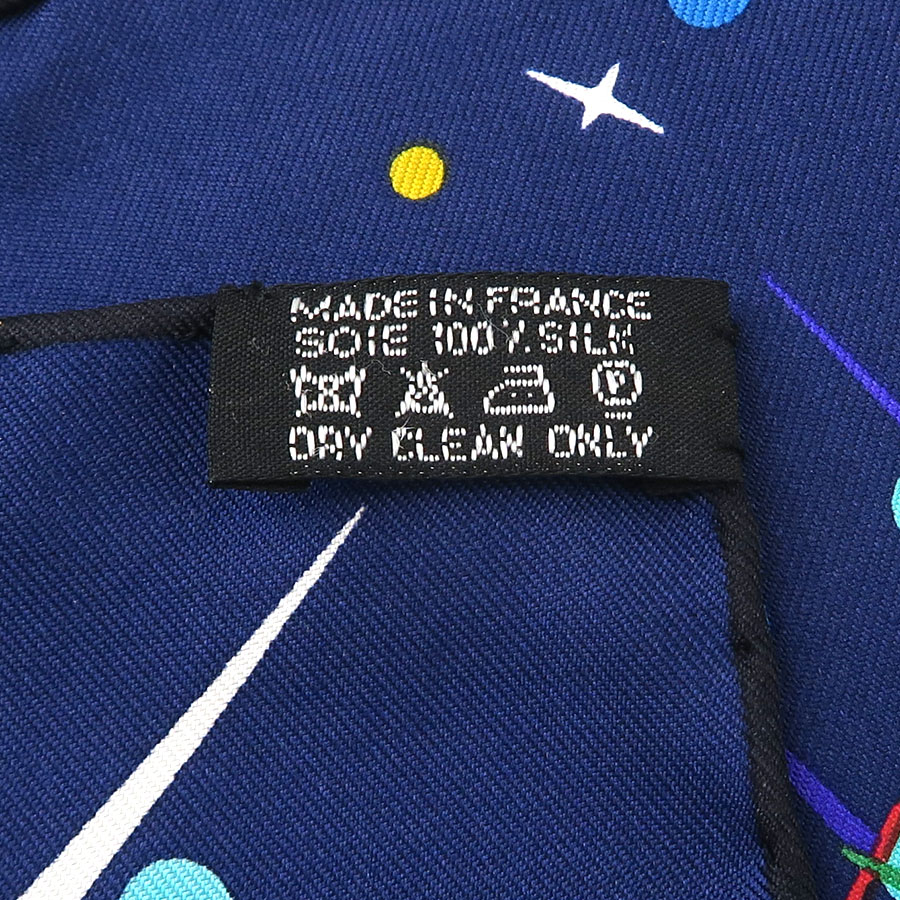 MADE IN FRANCE
SOIE 100% SILK
P
DRY CLEAN ONLY